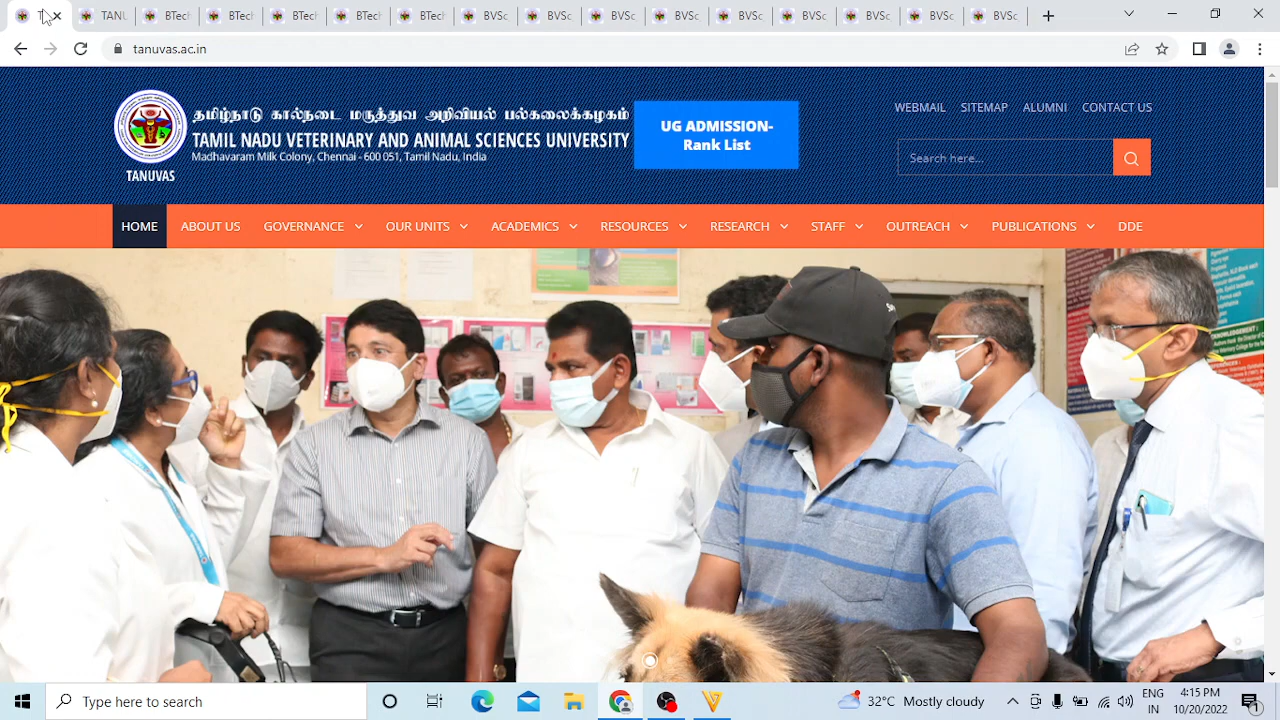 TANU
BTech
BTech
BTech
BTech
BTech
BVSc
BVSc
BVSc
BVSc
BVSc
BVSc
BVSc
BVSc
BVSc
tanuvas.ac.in
தமிழ்நாடு கால்நடை மருத்துவ அறிவியல் பல்கலைக்கழகம்
TAMIL NADU VETERINARY AND ANIMAL SCIENCES UNIVERSITY
Madhavaram Milk Colony, Chennai - 600 051, Tamil Nadu, India
TANUVAS
UG ADMISSION-
Rank List
WEBMAIL SITEMAP ALUMNI CONTACT US
Search here...
HOME ABOUT US GOVERNANCE OUR UNITS ACADEMICS RESOURCES RESEARCH STAFF OUTREACH PUBLICATIONS DDE
ACKNOWLEDGEMENT :
Type here to search
32°C Mostly cloudy
ENG
IN
4:15 PM
10/20/2022
1